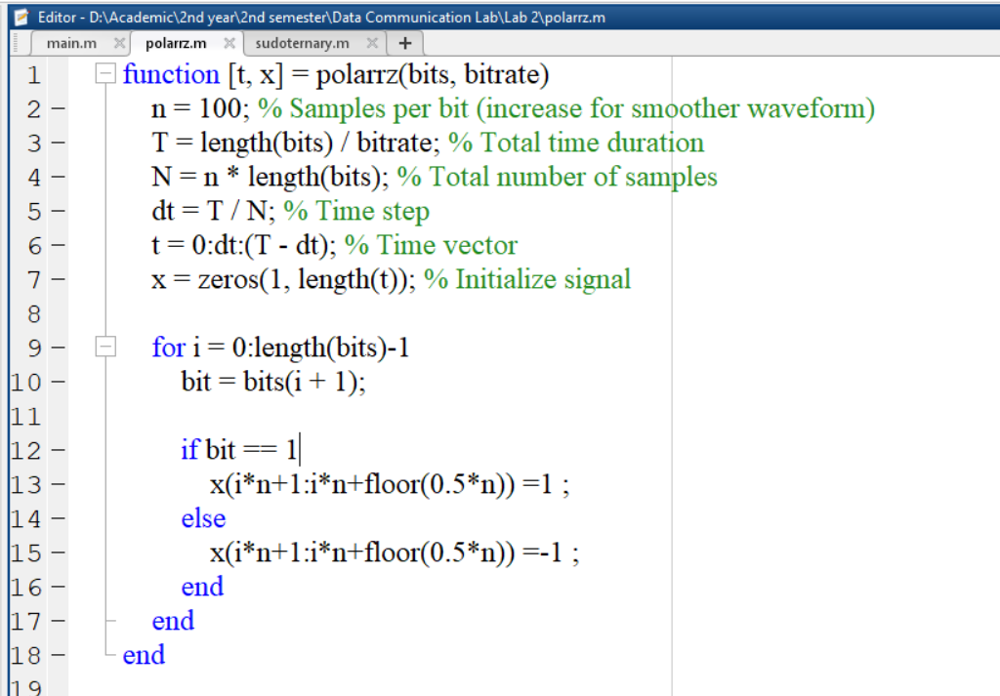 Editor - D:\Academic\2nd year\2nd semester\Data Communication Lab\Lab 2\polarrz.m
main.m polarrz.m sudoternary.m +
1 function [t, x] = polarrz(bits, bitrate)
2 – n = 100; % Samples per bit (increase for smoother waveform)
3 – T = length(bits) / bitrate; % Total time duration
4 – N = n * length(bits); % Total number of samples
5 – dt = T / N; % Time step
6 – t = 0:dt:(T - dt); % Time vector
7 – x = zeros(1, length(t)); % Initialize signal
8
9 – for i = 0:length(bits)-1
10 – bit = bits(i + 1);
11
12 – if bit == 1
13 – x(i*n+1:i*n+floor(0.5*n)) =1 ;
14 – else
15 – x(i*n+1:i*n+floor(0.5*n)) =-1 ;
16 – end
17 – end
18 – end
19